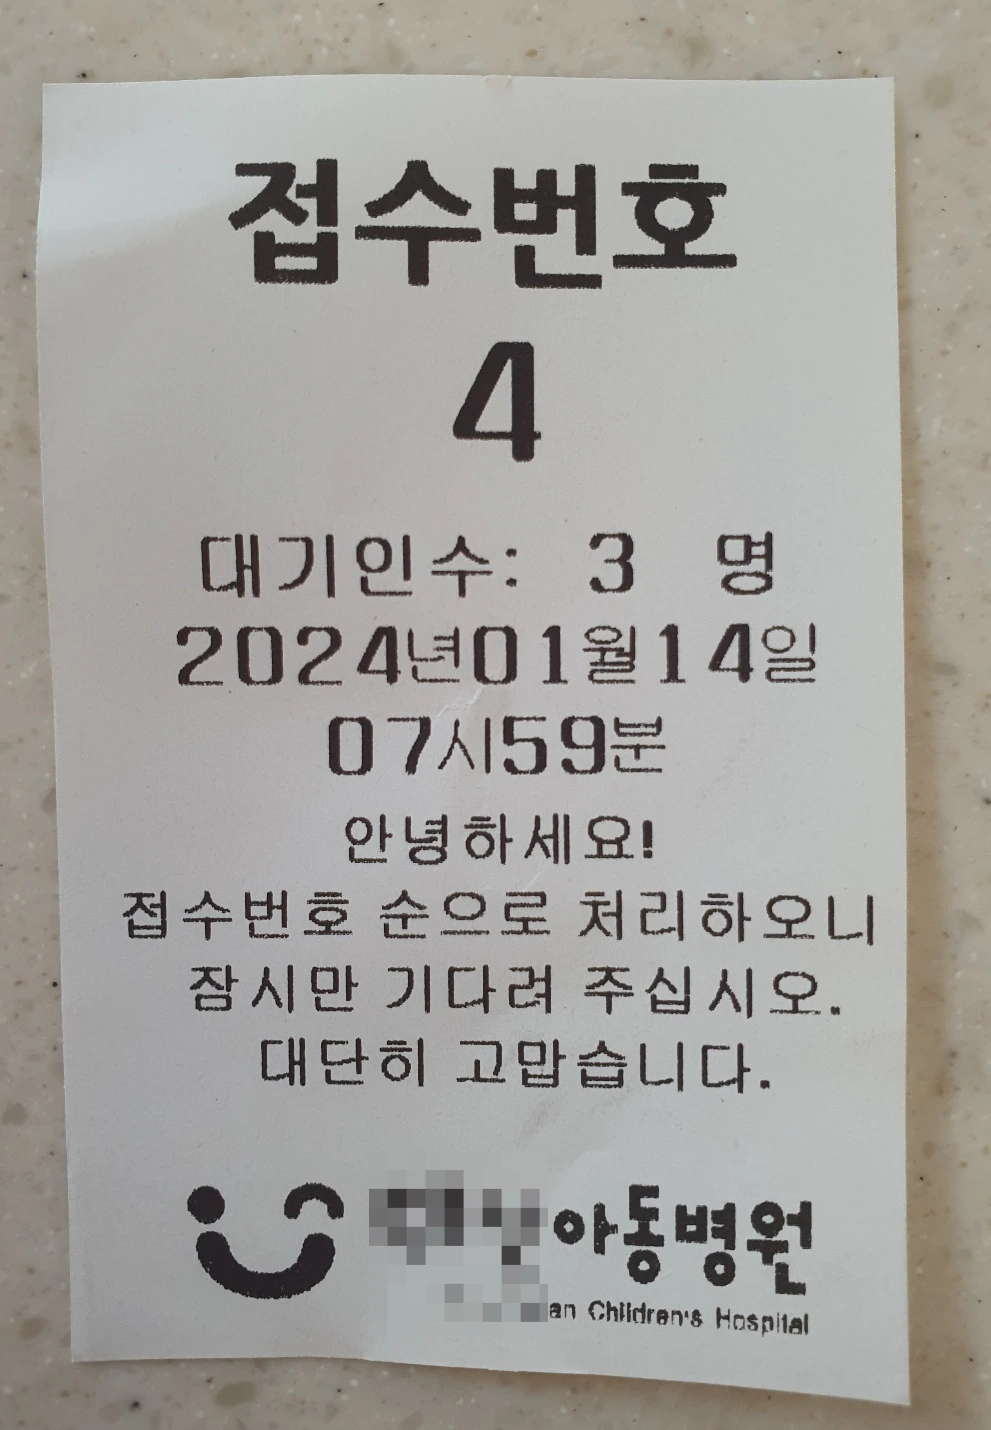 접수번호
4
대기인수: 3 명
2024년01월14일
07시59분
안녕하세요!
접수번호 순으로 처리하오니
잠시만 기다려 주십시오.
대단히 고맙습니다.
아동병원
Children's Hospital